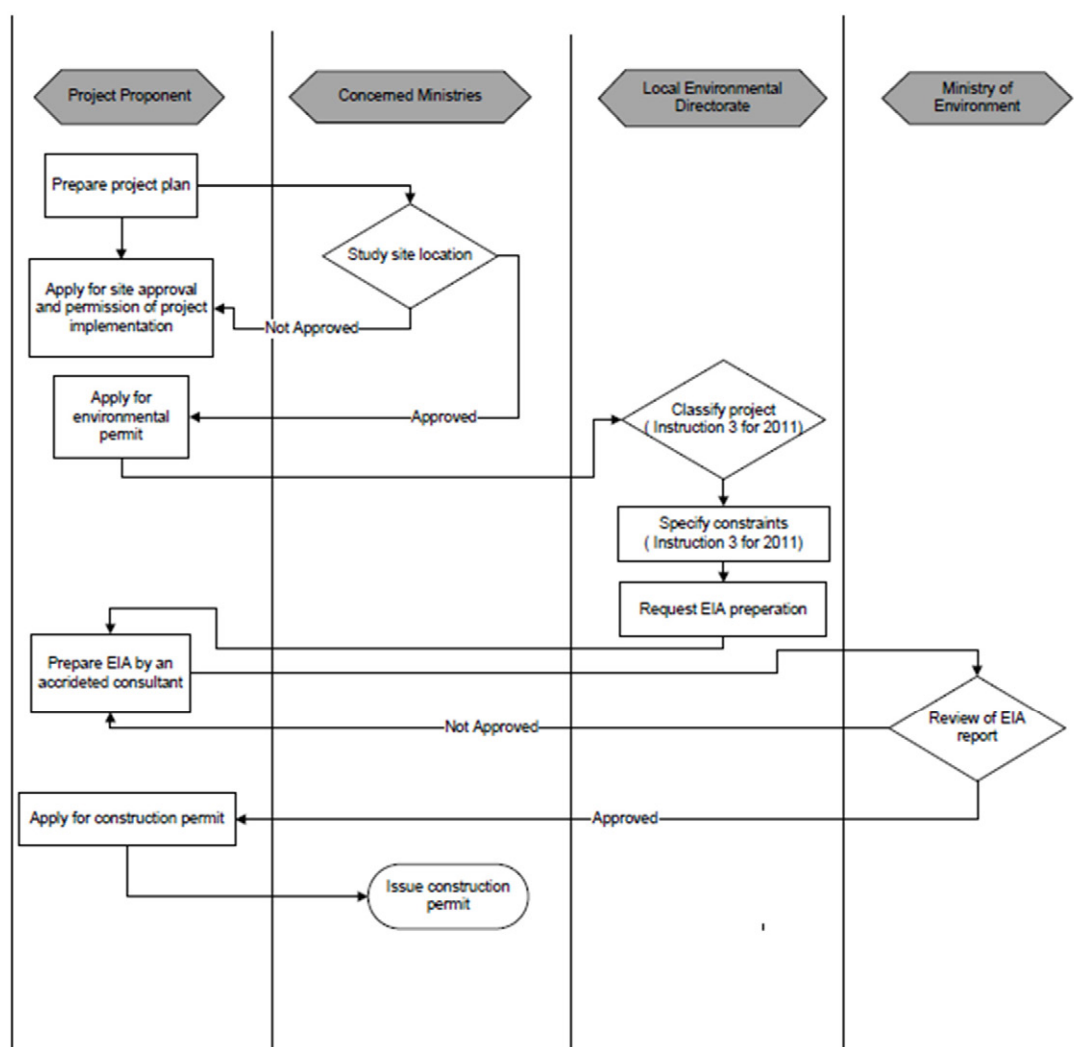 Project Proponent
Concerned Ministries
Local Environmental
Directorate
Ministry of
Environment
Prepare project plan
Study site location
Apply for site approval
and permission of project
implementation
Not Approved
Apply for
environmental
permit
Approved
Classify project
( Instruction 3 for 2011)
Specify constraints
( Instruction 3 for 2011)
Request EIA preperation
Prepare EIA by an
accrideted consultant
Review of EIA
report
Not Approved
Apply for construction permit
Approved
Issue construction
permit